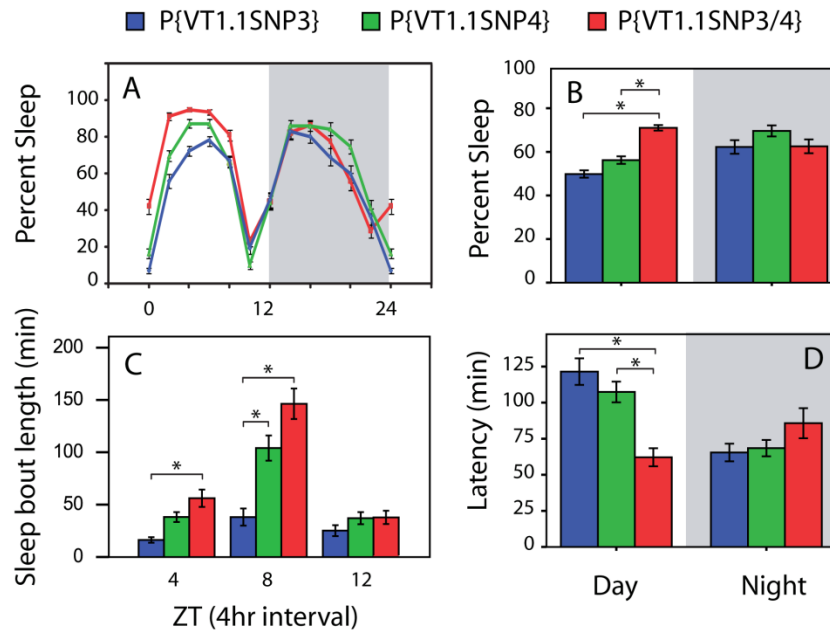 P{VT1.1SNP3} P{VT1.1SNP4} P{VT1.1SNP3/4}
A
Percent Sleep
100
80
60
40
20
0
0 12 24
B
Percent Sleep
100
80
60
40
20
0
* *
C
Sleep bout length (min)
200
150
100
50
0
* * *
4 8 12
ZT (4hr interval)
D
Latency (min)
125
100
75
50
25
0
* *
Day Night